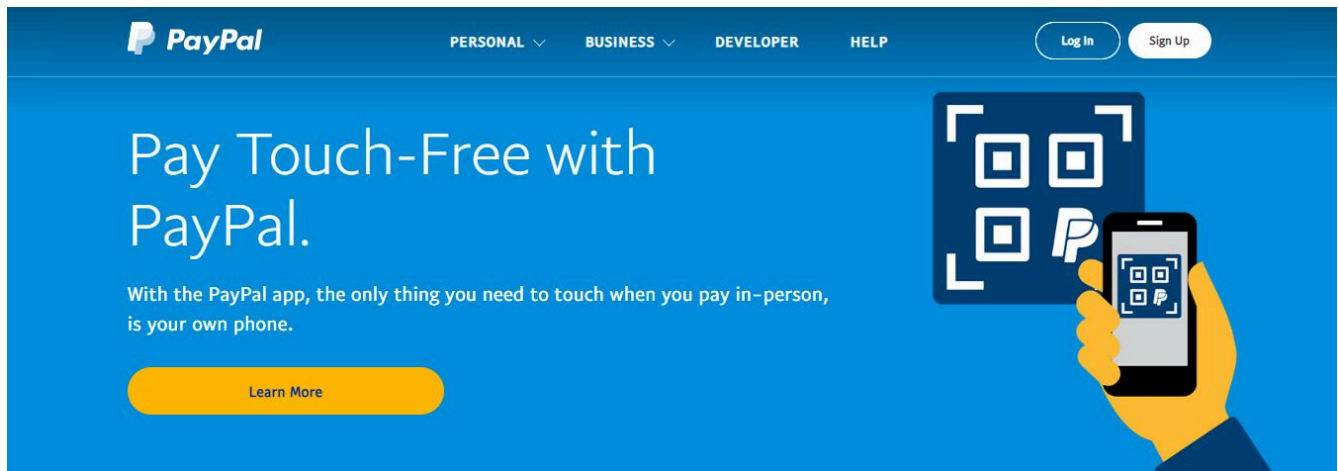 PayPal
PERSONAL
BUSINESS
DEVELOPER
HELP
Log In
Sign Up
Pay Touch-Free with
PayPal.
With the PayPal app, the only thing you need to touch when you pay in-person,
is your own phone.
Learn More